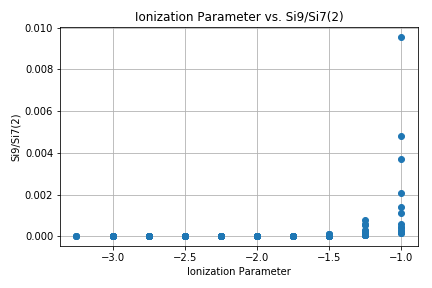 Ionization Parameter vs. Si9/Si7(2)
Si9/Si7(2)
0.010
0.008
0.006
0.004
0.002
0.000
−3.0 −2.5 −2.0 −1.5 −1.0
Ionization Parameter